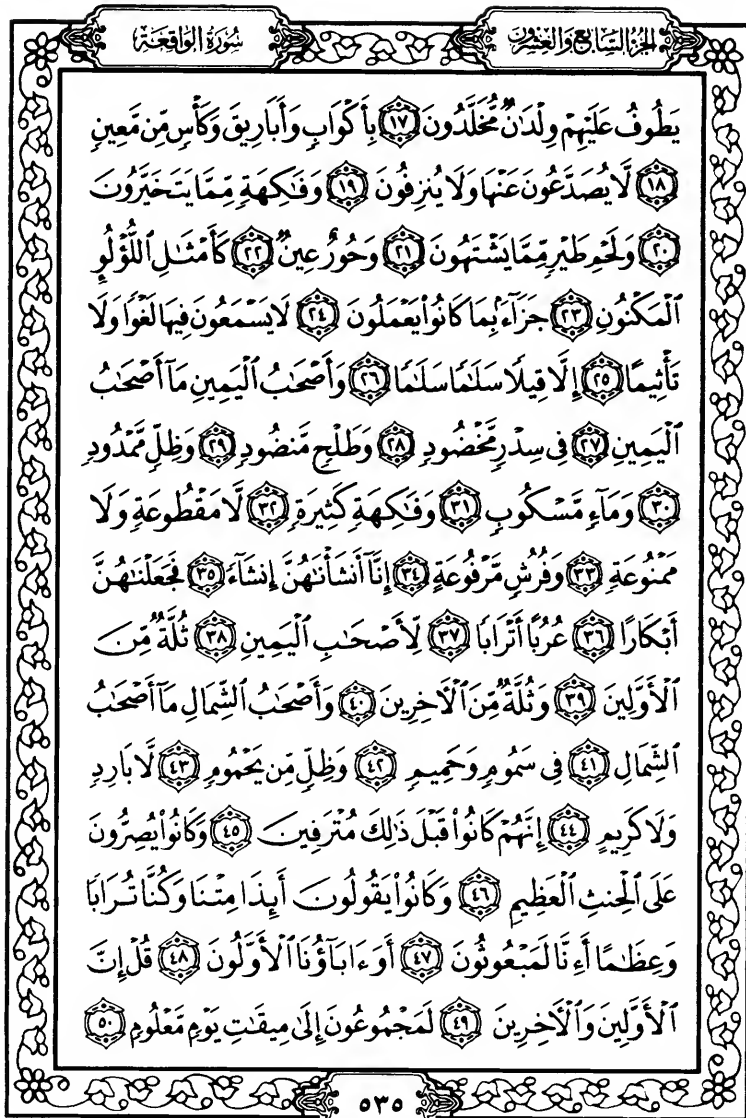 الجزء السابع والعشرون
سورة الواقعة
يَطُوفُ عَلَيْهِمْ وِلْدَٰنٌ مُّخَلَّدُونَ ١٧ بِأَكْوَابٍ وَأَبَارِيقَ وَكَأْسٍ مِّن مَّعِينٍ
١٨ لَّا يُصَدَّعُونَ عَنْهَا وَلَا يُنزِفُونَ ١٩ وَفَٰكِهَةٍ مِّمَّا يَتَخَيَّرُونَ
٢٠ وَلَحْمِ طَيْرٍ مِّمَّا يَشْتَهُونَ ٢١ وَحُورٌ عِينٌ ٢٢ كَأَمْثَٰلِ ٱللُّؤْلُوِٕ
ٱلْمَكْنُونِ ٢٣ جَزَآءًۢ بِمَا كَانُوا۟ يَعْمَلُونَ ٢٤ لَا يَسْمَعُونَ فِيهَا لَغْوًا وَلَا
تَأْثِيمًا ٢٥ إِلَّا قِيلًا سَلَٰمًا سَلَٰمًا ٢٦ وَأَصْحَٰبُ ٱلْيَمِينِ مَآ أَصْحَٰبُ
ٱلْيَمِينِ ٢٧ فِى سِدْرٍ مَّخْضُودٍ ٢٨ وَطَلْحٍ مَّنضُودٍ ٢٩ وَظِلٍّ مَّمْدُودٍ
٣٠ وَمَآءٍ مَّسْكُوبٍ ٣١ وَفَٰكِهَةٍ كَثِيرَةٍ ٣٢ لَّا مَقْطُوعَةٍ وَلَا
مَمْنُوعَةٍ ٣٣ وَفُرُشٍ مَّرْفُوعَةٍ ٣٤ إِنَّآ أَنشَأْنَٰهُنَّ إِنشَآءً ٣٥ فَجَعَلْنَٰهُنَّ
أَبْكَارًا ٣٦ عُرُبًا أَتْرَابًا ٣٧ لِّأَصْحَٰبِ ٱلْيَمِينِ ٣٨ ثُلَّةٌ مِّنَ
ٱلْأَوَّلِينَ ٣٩ وَثُلَّةٌ مِّنَ ٱلْءَاخِرِينَ ٤٠ وَأَصْحَٰبُ ٱلشِّمَالِ مَآ أَصْحَٰبُ
ٱلشِّمَالِ ٤١ فِى سَمُومٍ وَحَمِيمٍ ٤٢ وَظِلٍّ مِّن يَحْمُومٍ ٤٣ لَّا بَارِدٍ
وَلَا كَرِيمٍ ٤٤ إِنَّهُمْ كَانُوا۟ قَبْلَ ذَٰلِكَ مُتْرَفِينَ ٤٥ وَكَانُوا۟ يُصِرُّونَ
عَلَى ٱلْحِنثِ ٱلْعَظِيمِ ٤٦ وَكَانُوا۟ يَقُولُونَ أَئِذَا مِتْنَا وَكُنَّا تُرَابًا
وَعِظَٰمًا أَءِنَّا لَمَبْعُوثُونَ ٤٧ أَوَءَابَآؤُنَا ٱلْأَوَّلُونَ ٤٨ قُلْ إِنَّ
ٱلْأَوَّلِينَ وَٱلْءَاخِرِينَ ٤٩ لَمَجْمُوعُونَ إِلَىٰ مِيقَٰتِ يَوْمٍ مَّعْلُومٍ ٥٠
٥٣٥